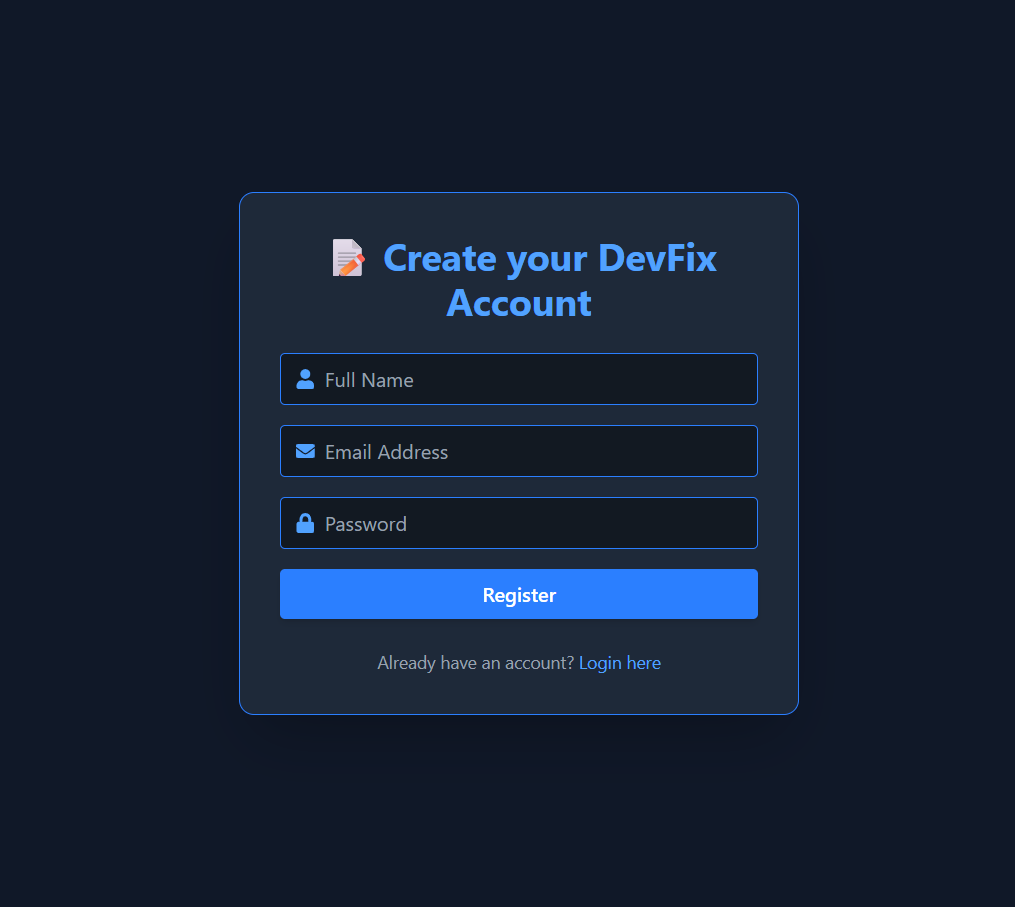 Create your DevFix
Account
Full Name
Email Address
Password
Register
Already have an account? Login here